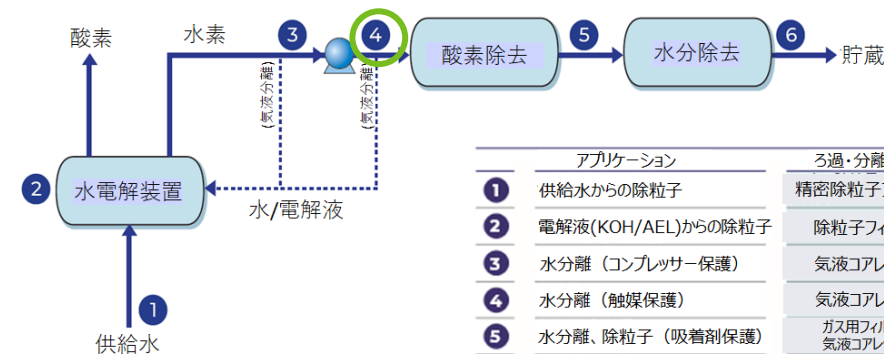 酸素
水素
3
4
酸素除去
5
水分除去
6
貯蔵
(気液分離)
(気液分離)
2
水電解装置
水/電解液
1
供給水
アプリケーション
ろ過・分離
1
供給水からの除粒子
精密除粒子
2
電解液(KOH/AEL)からの除粒子
除粒子フィ
3
水分離（コンプレッサー保護）
気液コアレ
4
水分離（触媒保護）
気液コアレ
5
水分離、除粒子（吸着剤保護）
ガス用フィル
気液コアレ